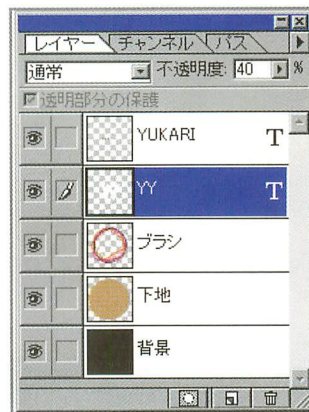 レイヤー チャンネル パス
通常 不透明度: 40 %
透明部分の保護
YUKARI T
YY T
ブラシ
下地
背景